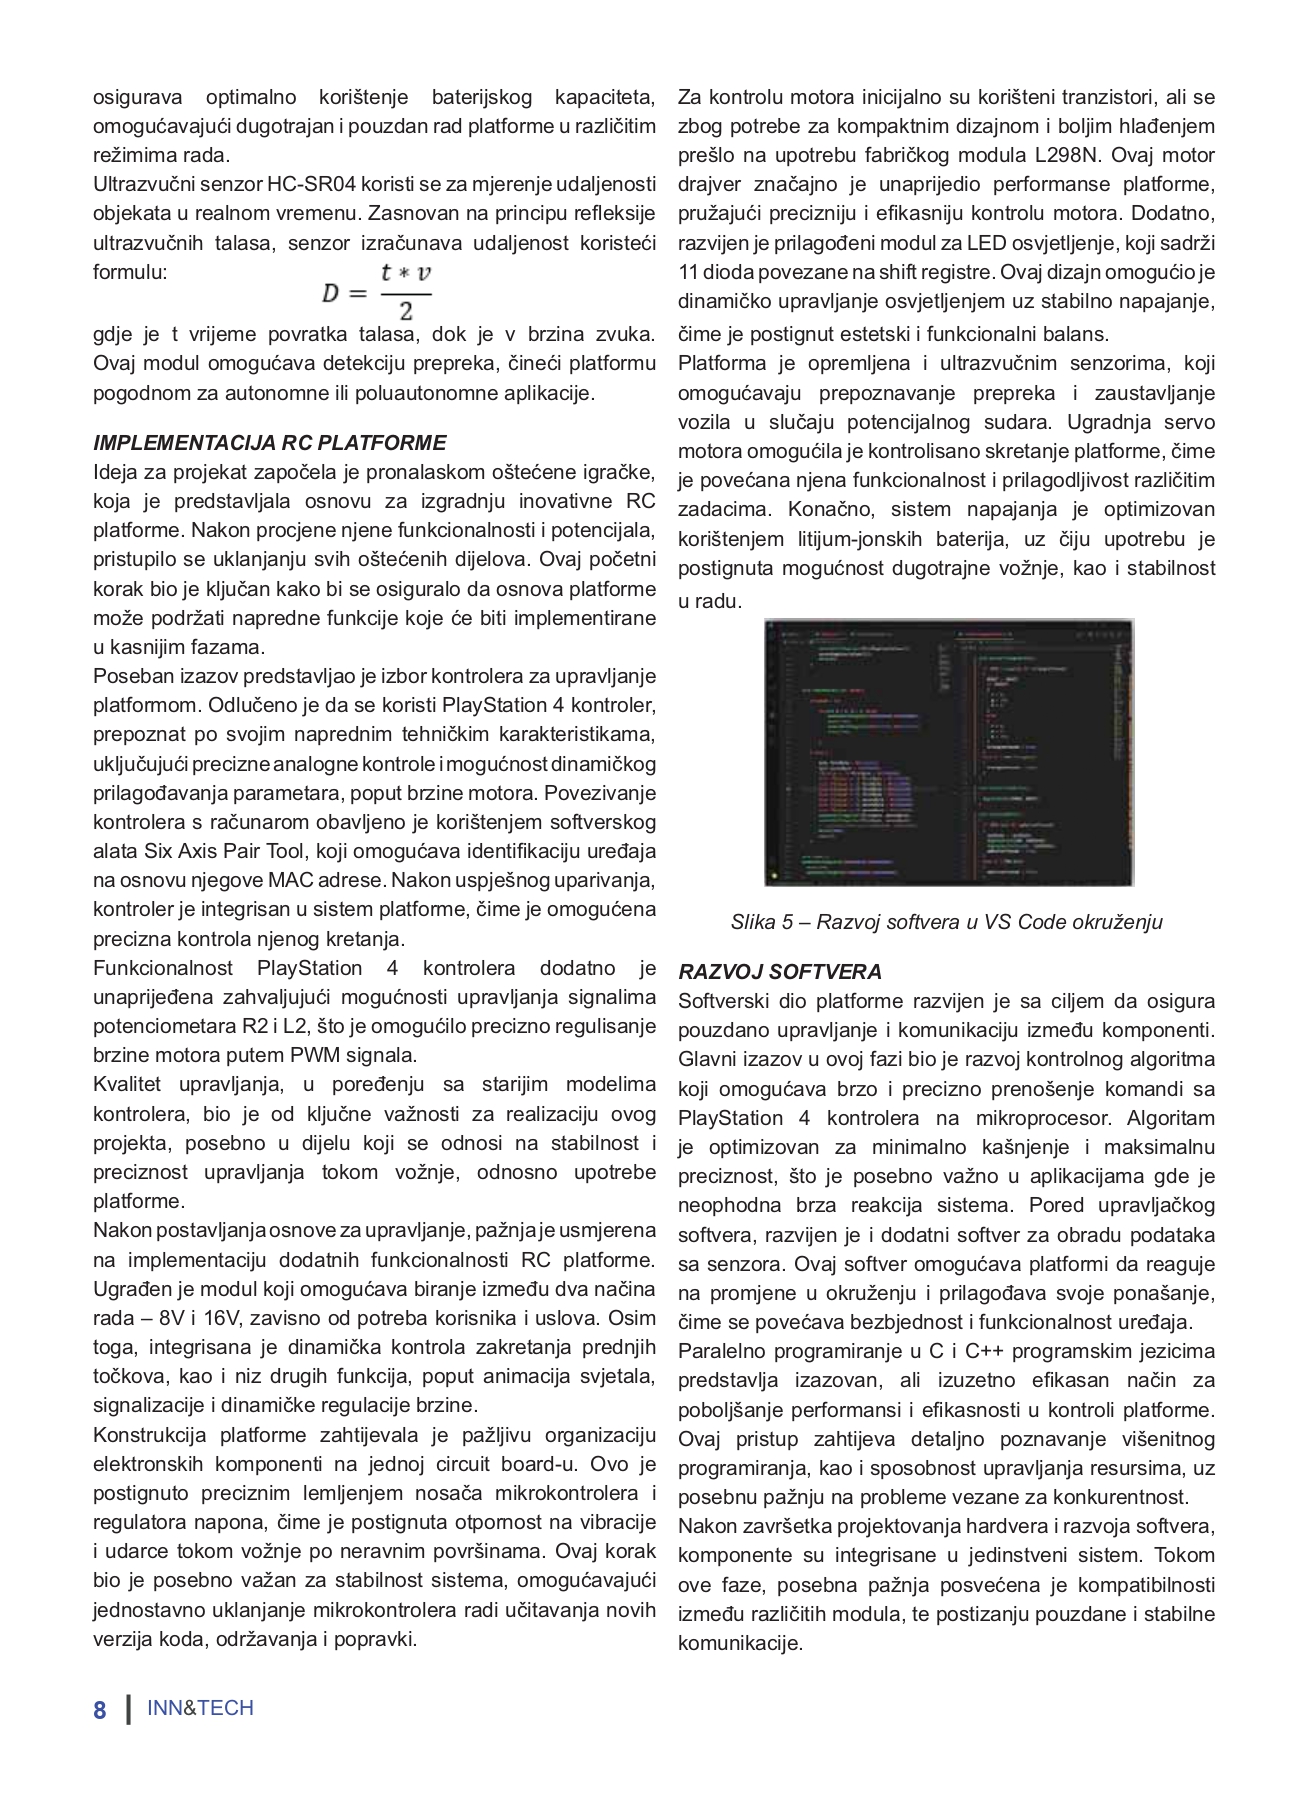 osigurava optimalno korištenje baterijskog kapaciteta,
omogućavajući dugotrajan i pouzdan rad platforme u različitim
režimima rada.
Ultrazvučni senzor HC-SR04 koristi se za mjerenje udaljenosti
objekata u realnom vremenu. Zasnovan na principu refleksije
ultrazvučnih talasa, senzor izračunava udaljenost koristeći
formulu:
D = t * v / 2
gdje je t vrijeme povratka talasa, dok je v brzina zvuka.
Ovaj modul omogućava detekciju prepreka, čineći platformu
pogodnom za autonomne ili poluautonomne aplikacije.
IMPLEMENTACIJA RC PLATFORME
Ideja za projekat započela je pronalaskom oštećene igračke,
koja je predstavljala osnovu za izgradnju inovativne RC
platforme. Nakon procjene njene funkcionalnosti i potencijala,
pristupilo se uklanjanju svih oštećenih dijelova. Ovaj početni
korak bio je ključan kako bi se osiguralo da osnova platforme
može podržati napredne funkcije koje će biti implementirane
u kasnijim fazama.
Poseban izazov predstavljao je izbor kontrolera za upravljanje
platformom. Odlučeno je da se koristi PlayStation 4 kontroler,
prepoznat po svojim naprednim tehničkim karakteristikama,
uključujući precizne analogne kontrole i mogućnost dinamičkog
prilagođavanja parametara, poput brzine motora. Povezivanje
kontrolera s računarom obavljeno je korištenjem softverskog
alata Six Axis Pair Tool, koji omogućava identifikaciju uređaja
na osnovu njegove MAC adrese. Nakon uspješnog uparivanja,
kontroler je integrisan u sistem platforme, čime je omogućena
precizna kontrola njenog kretanja.
Funkcionalnost PlayStation 4 kontrolera dodatno je
unaprijeđena zahvaljujući mogućnosti upravljanja signalima
potenciometara R2 i L2, što je omogućilo precizno regulisanje
brzine motora putem PWM signala.
Kvalitet upravljanja, u poređenju sa starijim modelima
kontrolera, bio je od ključne važnosti za realizaciju ovog
projekta, posebno u dijelu koji se odnosi na stabilnost i
preciznost upravljanja tokom vožnje, odnosno upotrebe
platforme.
Nakon postavljanja osnove za upravljanje, pažnja je usmjerena
na implementaciju dodatnih funkcionalnosti RC platforme.
Ugrađen je modul koji omogućava biranje između dva načina
rada – 8V i 16V, zavisno od potreba korisnika i uslova. Osim
toga, integrisana je dinamička kontrola zakretanja prednjih
točkova, kao i niz drugih funkcija, poput animacija svjetala,
signalizacije i dinamičke regulacije brzine.
Konstrukcija platforme zahtijevala je pažljivu organizaciju
elektronskih komponenti na jednoj circuit board-u. Ovo je
postignuto preciznim lemljenjem nosača mikrokontrolera i
regulatora napona, čime je postignuta otpornost na vibracije
i udarce tokom vožnje po neravnim površinama. Ovaj korak
bio je posebno važan za stabilnost sistema, omogućavajući
jednostavno uklanjanje mikrokontrolera radi učitavanja novih
verzija koda, održavanja i popravki.
Za kontrolu motora inicijalno su korišteni tranzistori, ali se
zbog potrebe za kompaktnim dizajnom i boljim hlađenjem
prešlo na upotrebu fabričkog modula L298N. Ovaj motor
drajver značajno je unaprijedio performanse platforme,
pružajući precizniju i efikasniju kontrolu motora. Dodatno,
razvijen je prilagođeni modul za LED osvjetljenje, koji sadrži
11 dioda povezane na shift registre. Ovaj dizajn omogućio je
dinamičko upravljanje osvjetljenjem uz stabilno napajanje,
čime je postignut estetski i funkcionalni balans.
Platforma je opremljena i ultrazvučnim senzorima, koji
omogućavaju prepoznavanje prepreka i zaustavljanje
vozila u slučaju potencijalnog sudara. Ugradnja servo
motora omogućila je kontrolisano skretanje platforme, čime
je povećana njena funkcionalnost i prilagodljivost različitim
zadacima. Konačno, sistem napajanja je optimizovan
korištenjem litijum-jonskih baterija, uz čiju upotrebu je
postignuta mogućnost dugotrajne vožnje, kao i stabilnost
u radu.
Slika 5 – Razvoj softvera u VS Code okruženju
RAZVOJ SOFTVERA
Softverski dio platforme razvijen je sa ciljem da osigura
pouzdano upravljanje i komunikaciju između komponenti.
Glavni izazov u ovoj fazi bio je razvoj kontrolnog algoritma
koji omogućava brzo i precizno prenošenje komandi sa
PlayStation 4 kontrolera na mikroprocesor. Algoritam
je optimizovan za minimalno kašnjenje i maksimalnu
preciznost, što je posebno važno u aplikacijama gde je
neophodna brza reakcija sistema. Pored upravljačkog
softvera, razvijen je i dodatni softver za obradu podataka
sa senzora. Ovaj softver omogućava platformi da reaguje
na promjene u okruženju i prilagođava svoje ponašanje,
čime se povećava bezbjednost i funkcionalnost uređaja.
Paralelno programiranje u C i C++ programskim jezicima
predstavlja izazovan, ali izuzetno efikasan način za
poboljšanje performansi i efikasnosti u kontroli platforme.
Ovaj pristup zahtijeva detaljno poznavanje višenitnog
programiranja, kao i sposobnost upravljanja resursima, uz
posebnu pažnju na probleme vezane za konkurentnost.
Nakon završetka projektovanja hardvera i razvoja softvera,
komponente su integrisane u jedinstveni sistem. Tokom
ove faze, posebna pažnja posvećena je kompatibilnosti
između različitih modula, te postizanju pouzdane i stabilne
komunikacije.
8 | INN&TECH